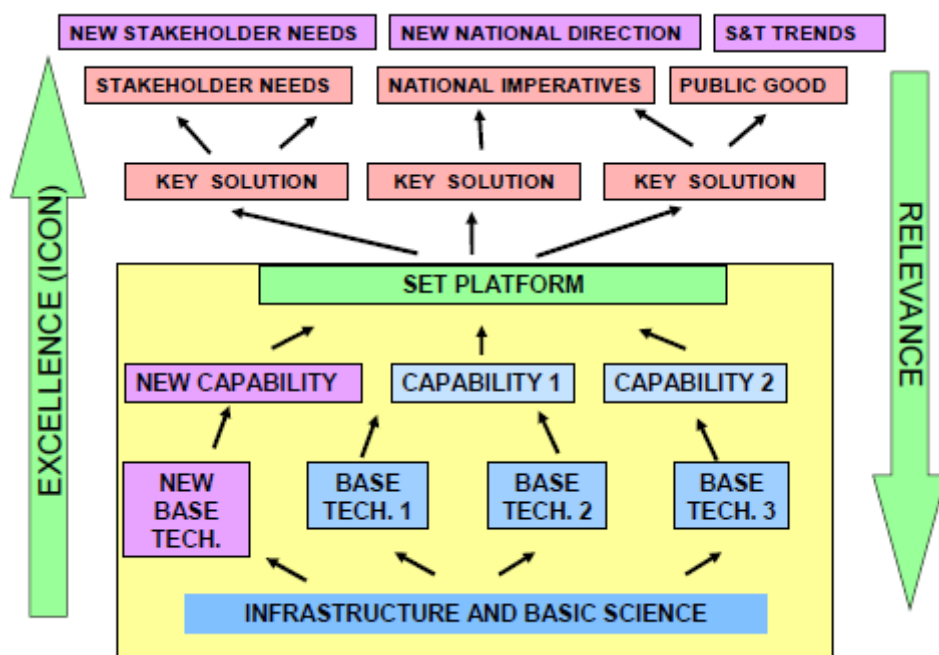 NEW STAKEHOLDER NEEDS
NEW NATIONAL DIRECTION
S&T TRENDS
STAKEHOLDER NEEDS
NATIONAL IMPERATIVES
PUBLIC GOOD
KEY SOLUTION
KEY SOLUTION
KEY SOLUTION
EXCELLENCE (ICON)
RELEVANCE
SET PLATFORM
NEW CAPABILITY
CAPABILITY 1
CAPABILITY 2
NEW
BASE
TECH.
BASE
TECH. 1
BASE
TECH. 2
BASE
TECH. 3
INFRASTRUCTURE AND BASIC SCIENCE